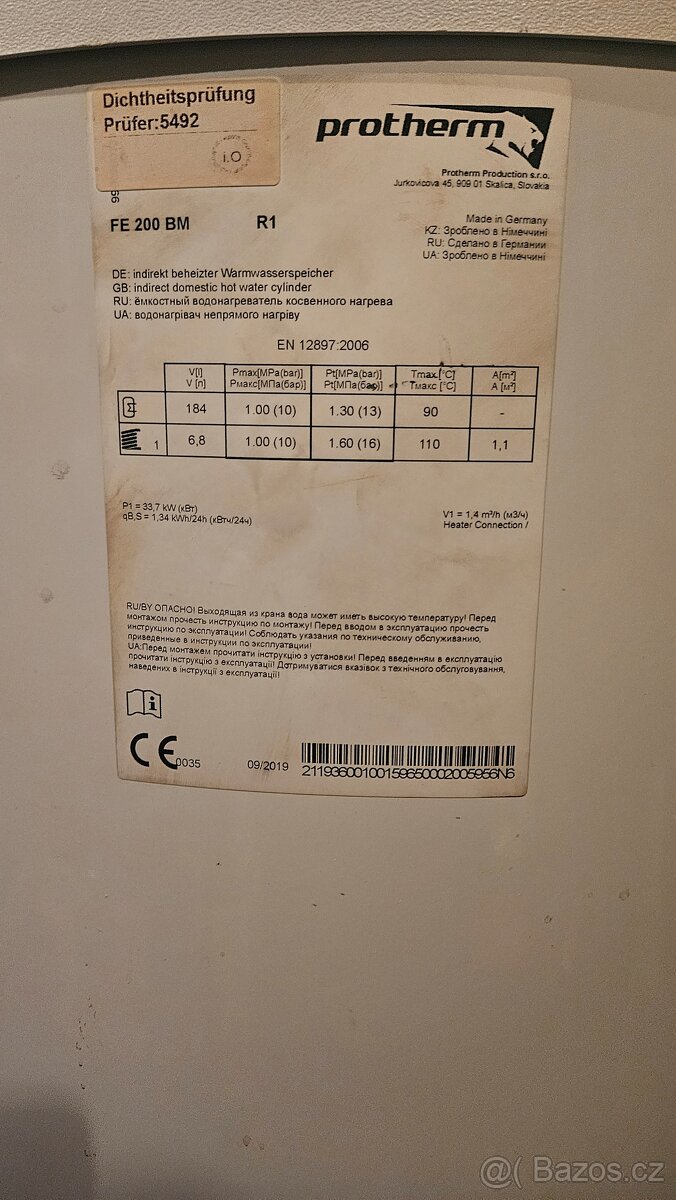 Dichtheitsprüfung
Prüfer:5492
i.O
protherm
Protherm Production s.r.o.
Jurkovicova 45, 909 01 Skalica, Slovakia
FE 200 BM R1
Made in Germany
KZ: Зроблено в Німеччині
RU: Сделано в Германии
UA: Зроблено в Німеччині
DE: indirekt beheizter Warmwasserspeicher
GB: indirect domestic hot water cylinder
RU: ёмкостный водонагреватель косвенного нагрева
UA: водонагрівач непрямого нагріву
EN 12897:2006
V[l] Pmax[MPa(bar)] Pt[MPa(bar)] Tmax [°C] A[m²]
V [л] Pмакс[МПа(бар)] Pt[МПа(бар)] Tмакс [°C] A [м²]
184 1.00 (10) 1.30 (13) 90 -
1 6,8 1.00 (10) 1.60 (16) 110 1,1
P1 = 33,7 kW (кВт)
qB,S = 1,34 kWh/24h (кВтч/24ч)
V1 = 1,4 m³/h (м3/ч)
Heater Connection /
RU/BY ОПАСНО! Выходящая из крана вода может иметь высокую температуру! Перед
монтажом прочесть инструкцию по монтажу! Перед вводом в эксплуатацию прочесть
инструкцию по эксплуатации! Соблюдать указания по техническому обслуживанию,
приведенные в инструкции по эксплуатации!
UA:Перед монтажем прочитати інструкцію з установки! Перед введенням в експлуатацію
прочитати інструкцію з експлуатації! Дотримуватися вказівок з технічного обслуговування,
наведених в інструкції з експлуатації!
CE 0035
09/2019
21193600100159650002005956N6
@( Bazos.cz